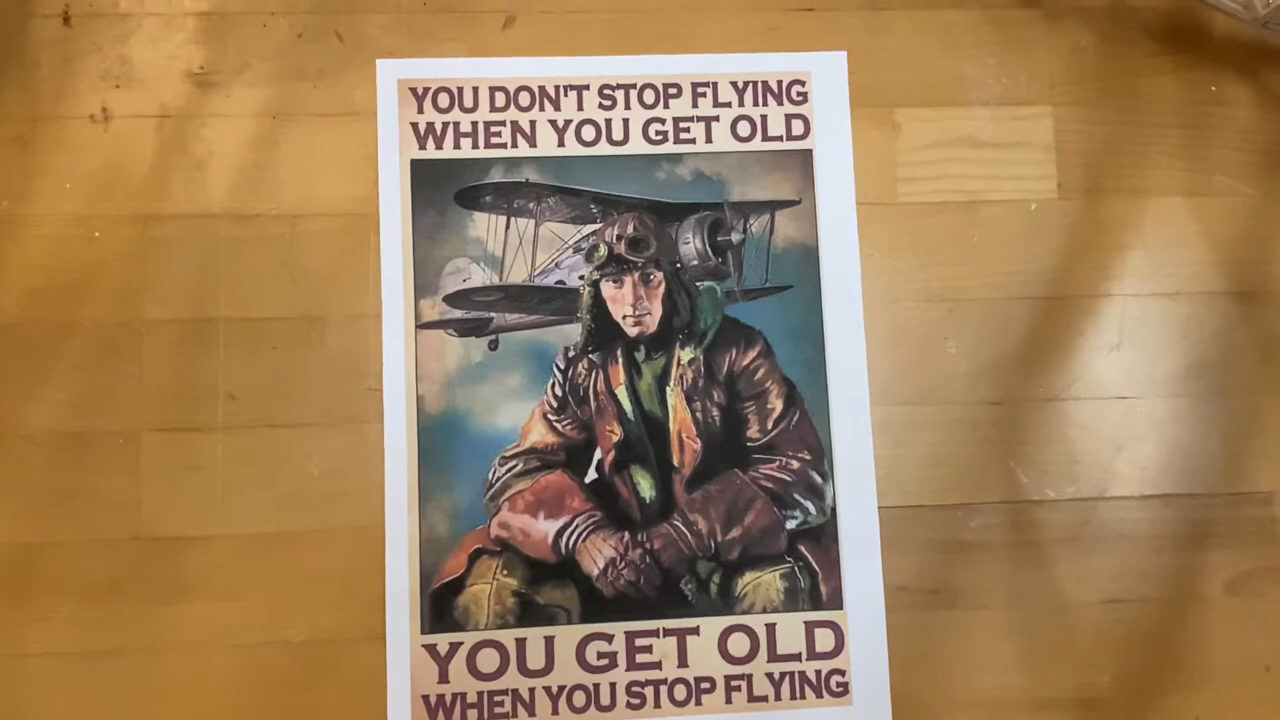 YOU DON'T STOP FLYING
WHEN YOU GET OLD
YOU GET OLD
WHEN YOU STOP FLYING